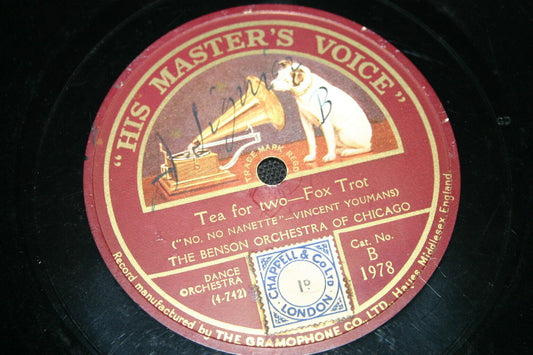 "HIS MASTER'S VOICE"
B
TRADE MARK REGD
Tea for two—Fox Trot
("NO, NO NANETTE"—VINCENT YOUMANS)
THE BENSON ORCHESTRA OF CHICAGO
DANCE
ORCHESTRA
(4-742)
CHAPPELL & Co LTD
1D
LONDON
Cat. No.
B
1978
Record manufactured by THE GRAMOPHONE CO. LTD. Hayes, Middlesex, England.